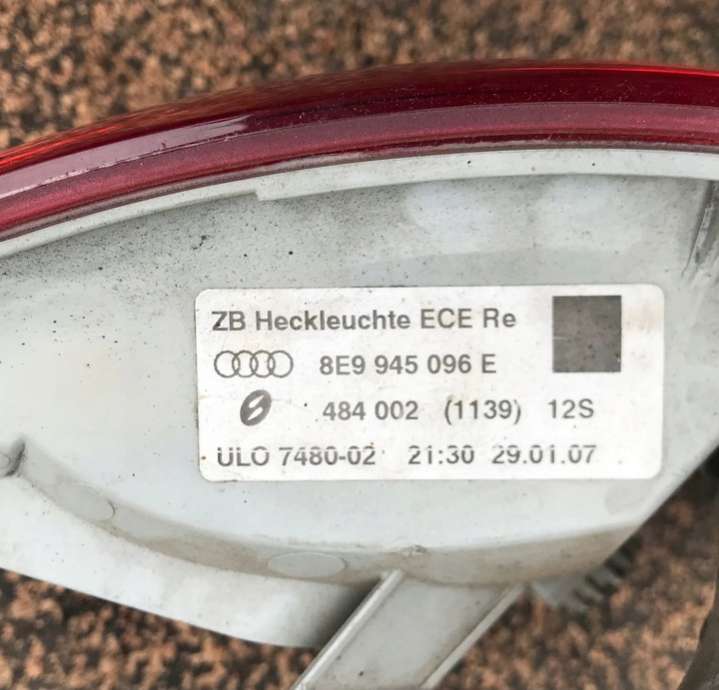 ZB Heckleuchte ECE Re
8E9 945 096 E
484 002 (1139) 12S
ULO 7480-02 21:30 29.01.07